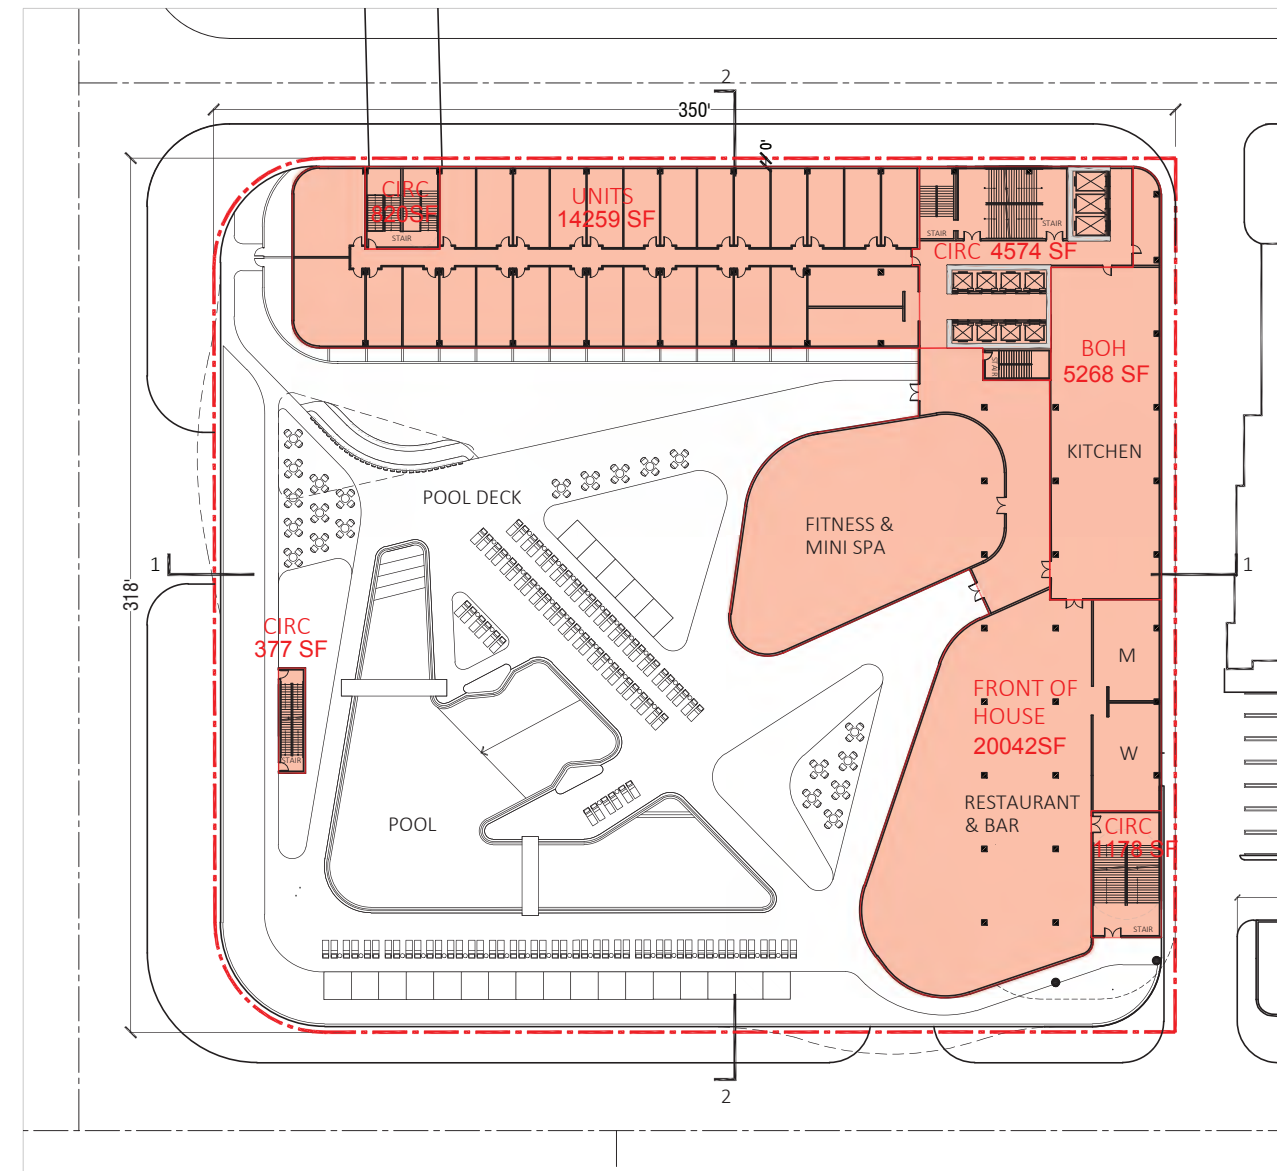 2
350'
0'
CIRC
820SF
STAIR
UNITS
14259 SF
STAIR
STAIR
CIRC 4574 SF
STAIR
BOH
5268 SF
KITCHEN
POOL DECK
FITNESS &
MINI SPA
1
1
318'
CIRC
377 SF
STAIR
M
FRONT OF
HOUSE
20042SF
W
RESTAURANT
& BAR
POOL
CIRC
1178 SF
STAIR
2